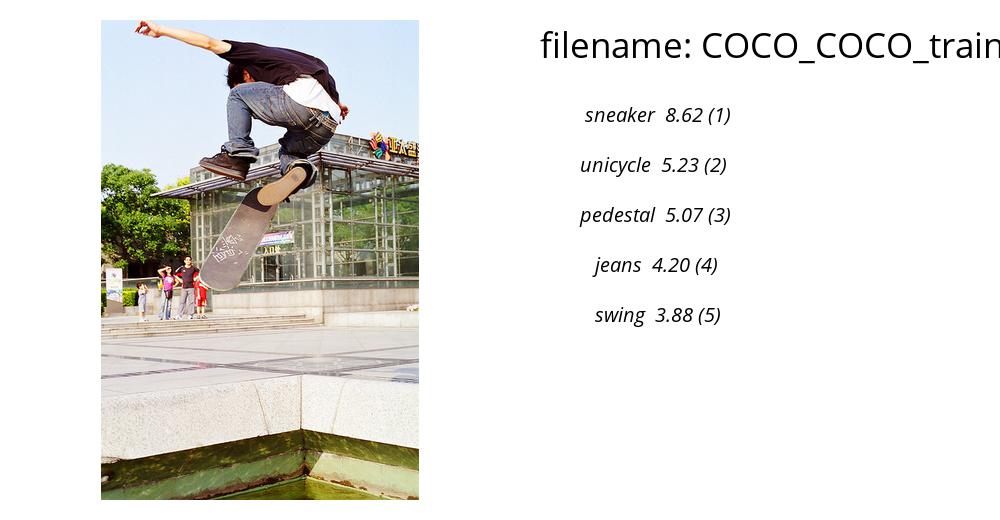 filename: COCO_COCO_train
sneaker 8.62 (1)
unicycle 5.23 (2)
pedestal 5.07 (3)
jeans 4.20 (4)
swing 3.88 (5)